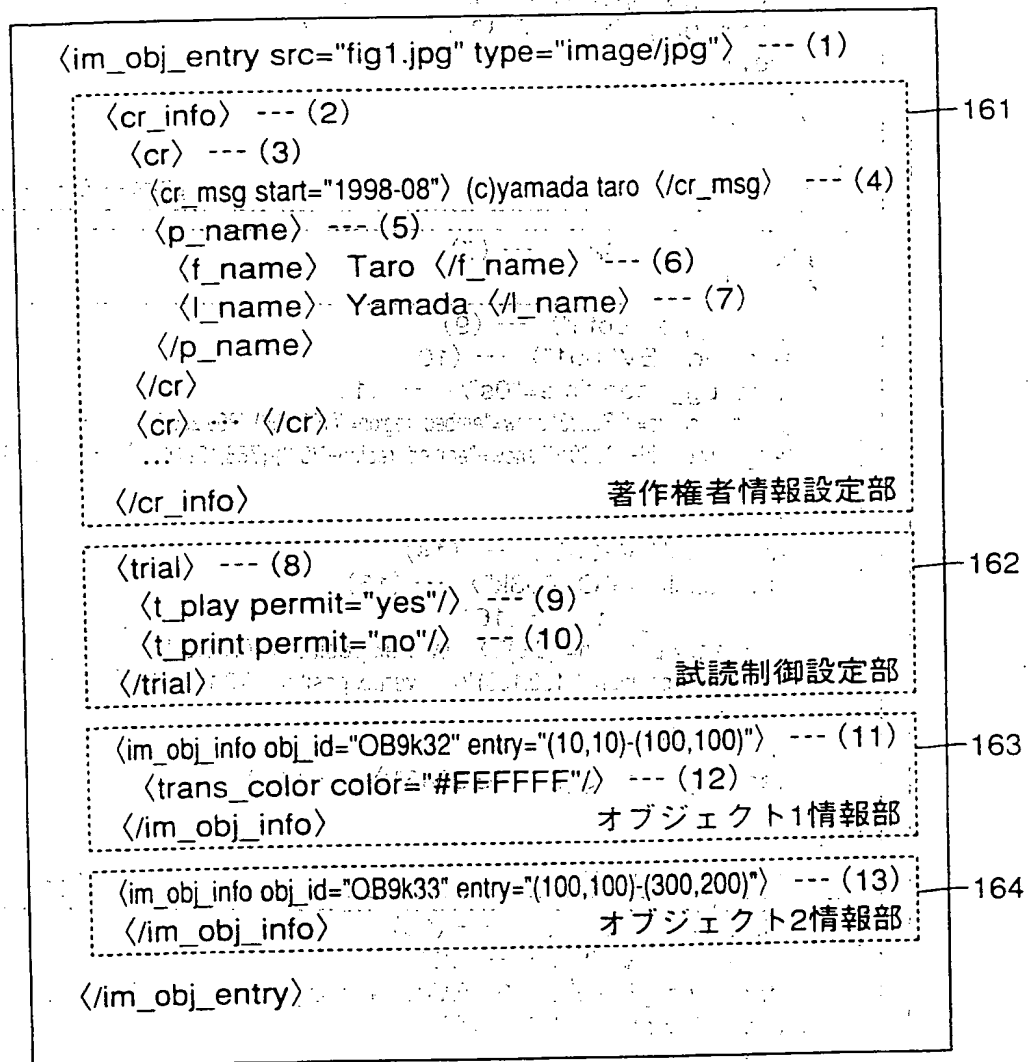 〈im_obj_entry src="fig1.jpg" type="image/jpg"〉 --- (1)
〈cr_info〉 --- (2)
161
〈cr〉 --- (3)
〈cr_msg start="1998-08"〉 (c)yamada taro 〈/cr_msg〉 --- (4)
〈p_name〉 --- (5)
〈f_name〉 Taro 〈/f_name〉 --- (6)
〈l_name〉 Yamada 〈/l_name〉 --- (7)
〈/p_name〉
〈/cr〉
〈cr〉 --- 〈/cr〉
...
〈/cr_info〉 著作権者情報設定部
〈trial〉 --- (8)
162
〈t_play permit="yes"/〉 --- (9)
〈t_print permit="no"/〉 --- (10)
〈/trial〉 試読制御設定部
〈im_obj_info obj_id="OB9k32" entry="(10,10)-(100,100)"〉 --- (11)
163
〈trans_color color="#FFFFFF"/〉 --- (12)
〈/im_obj_info〉 オブジェクト1情報部
〈im_obj_info obj_id="OB9k33" entry="(100,100)-(300,200)"〉 --- (13)
164
〈/im_obj_info〉 オブジェクト2情報部
〈/im_obj_entry〉